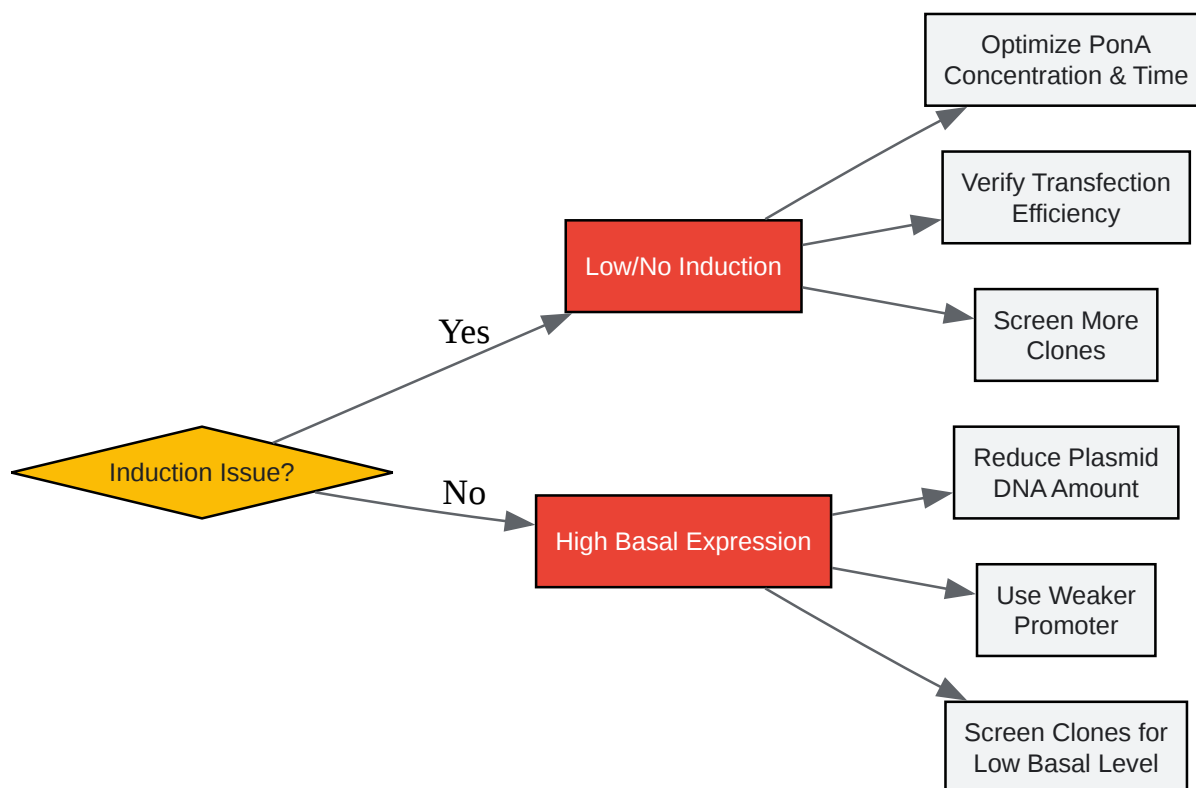 Optimize PonA
Concentration & Time
Verify Transfection
Efficiency
Low/No Induction
Screen More
Clones
Yes
Induction Issue?
No
Reduce Plasmid
DNA Amount
High Basal Expression
Use Weaker
Promoter
Screen Clones for
Low Basal Level